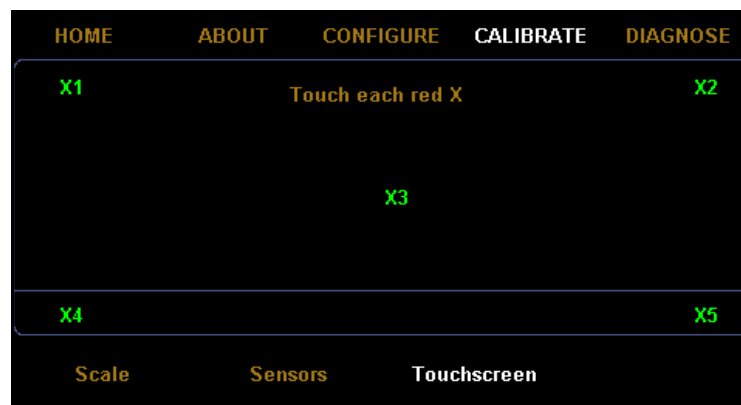 HOME ABOUT CONFIGURE CALIBRATE DIAGNOSE
X1 Touch each red X X2
X3
X4 X5
Scale Sensors Touchscreen